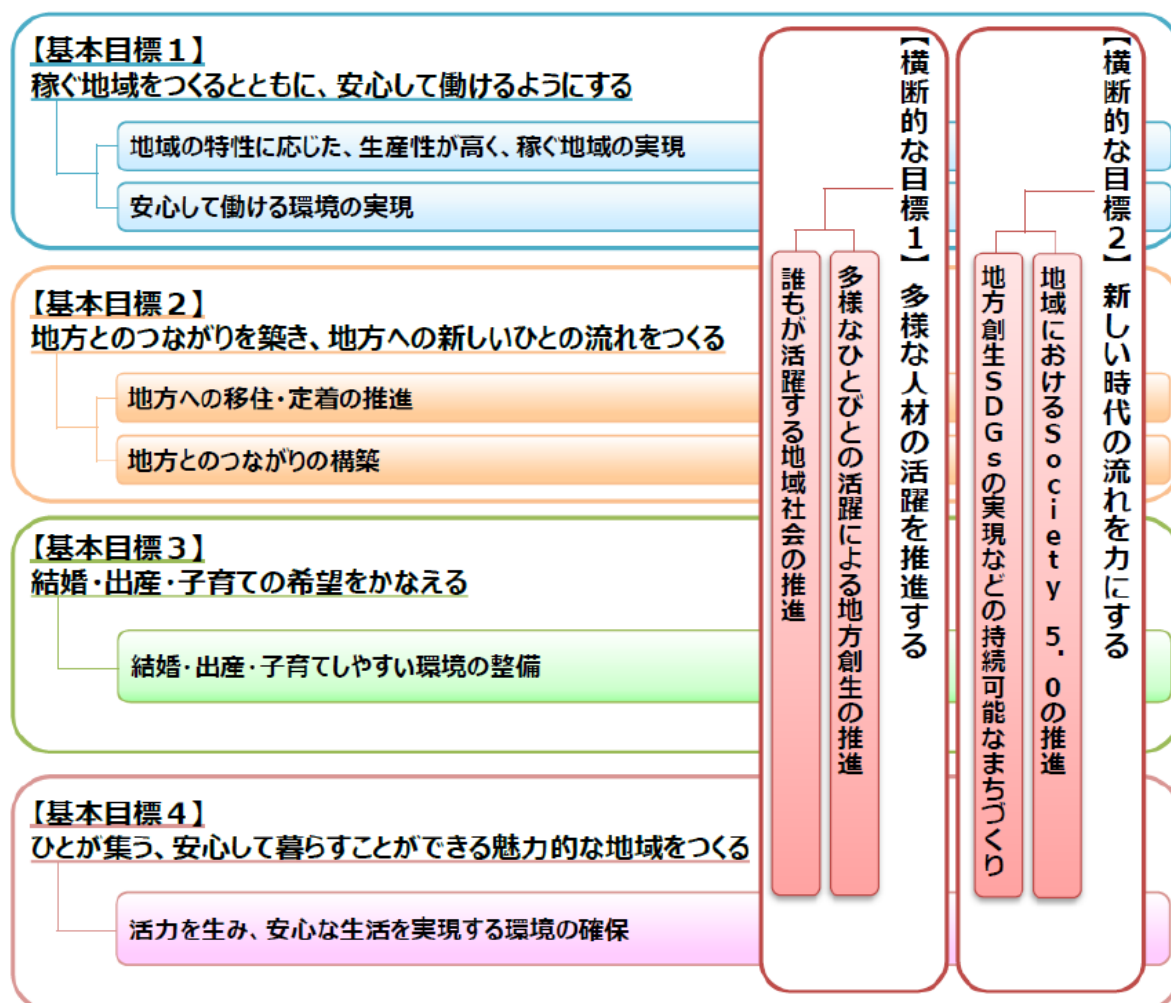 【基本目標１】
稼ぐ地域をつくるとともに、安心して働けるようにする
地域の特性に応じた、生産性が高く、稼ぐ地域の実現
安心して働ける環境の実現
【基本目標２】
地方とのつながりを築き、地方への新しいひとの流れをつくる
地方への移住・定着の推進
地方とのつながりの構築
【基本目標３】
結婚・出産・子育ての希望をかなえる
結婚・出産・子育てしやすい環境の整備
【基本目標４】
ひとが集う、安心して暮らすことができる魅力的な地域をつくる
活力を生み、安心な生活を実現する環境の確保
【横断的な目標１】多様な人材の活躍を推進する
多様なひとびとの活躍による地方創生の推進
誰もが活躍する地域社会の推進
【横断的な目標２】新しい時代の流れを力にする
地域におけるＳｏｃｉｅｔｙ　５．０の推進
地方創生ＳＤＧｓの実現などの持続可能なまちづくり